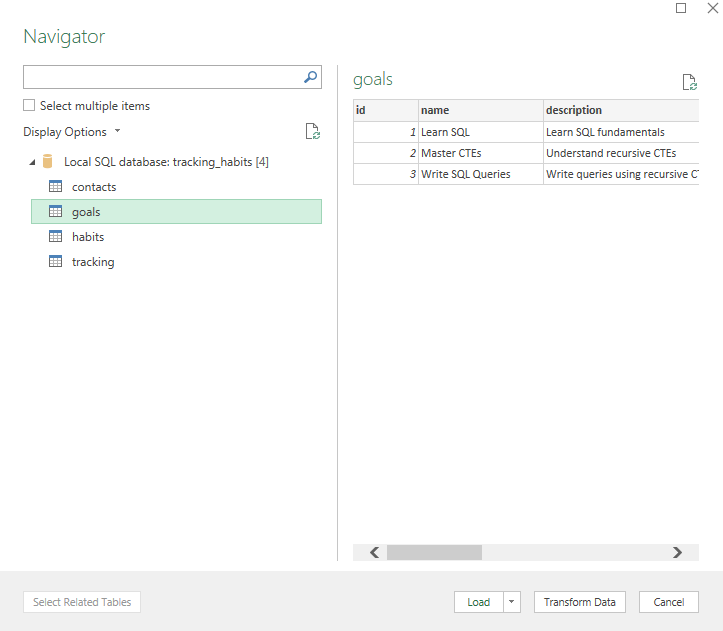 Navigator
Select multiple items
Display Options
Local SQL database: tracking_habits [4]
contacts
goals
habits
tracking
goals
id name description
1 Learn SQL Learn SQL fundamentals
2 Master CTEs Understand recursive CTEs
3 Write SQL Queries Write queries using recursive CT
Select Related Tables
Load
Transform Data
Cancel